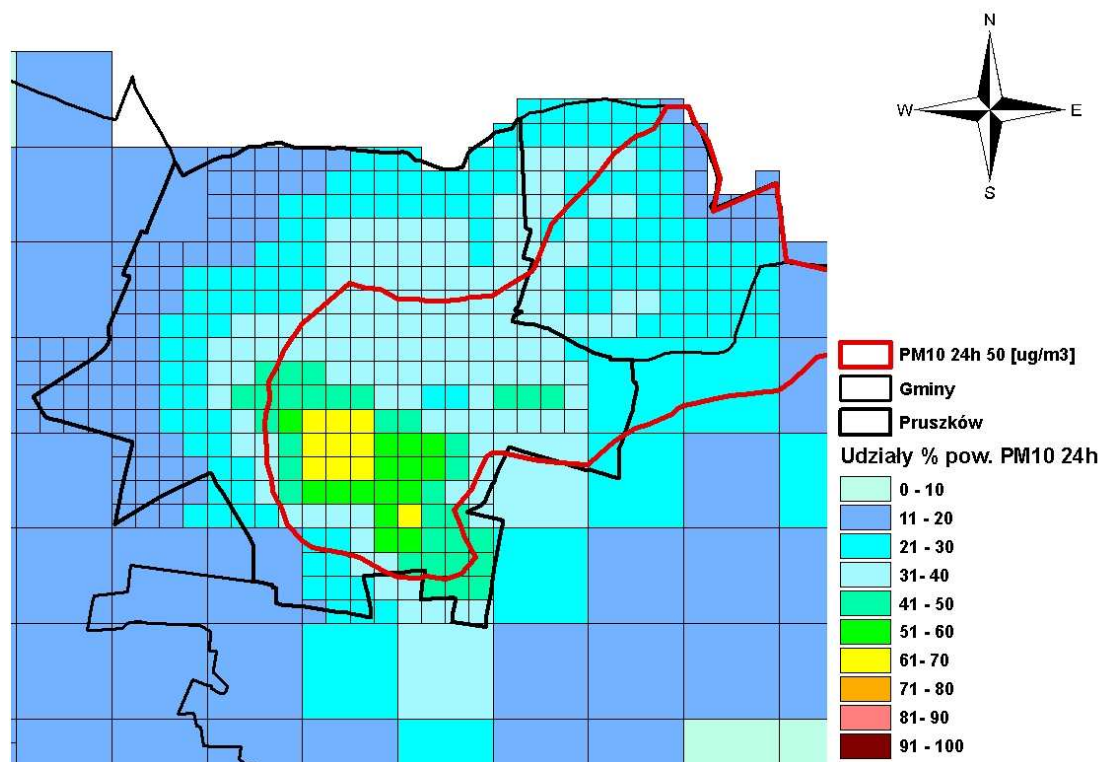 N
W E
S
PM10 24h 50 [ug/m3]
Gminy
Pruszków
Udziały % pow. PM10 24h
0 - 10
11 - 20
21 - 30
31 - 40
41 - 50
51 - 60
61- 70
71 - 80
81- 90
91 - 100